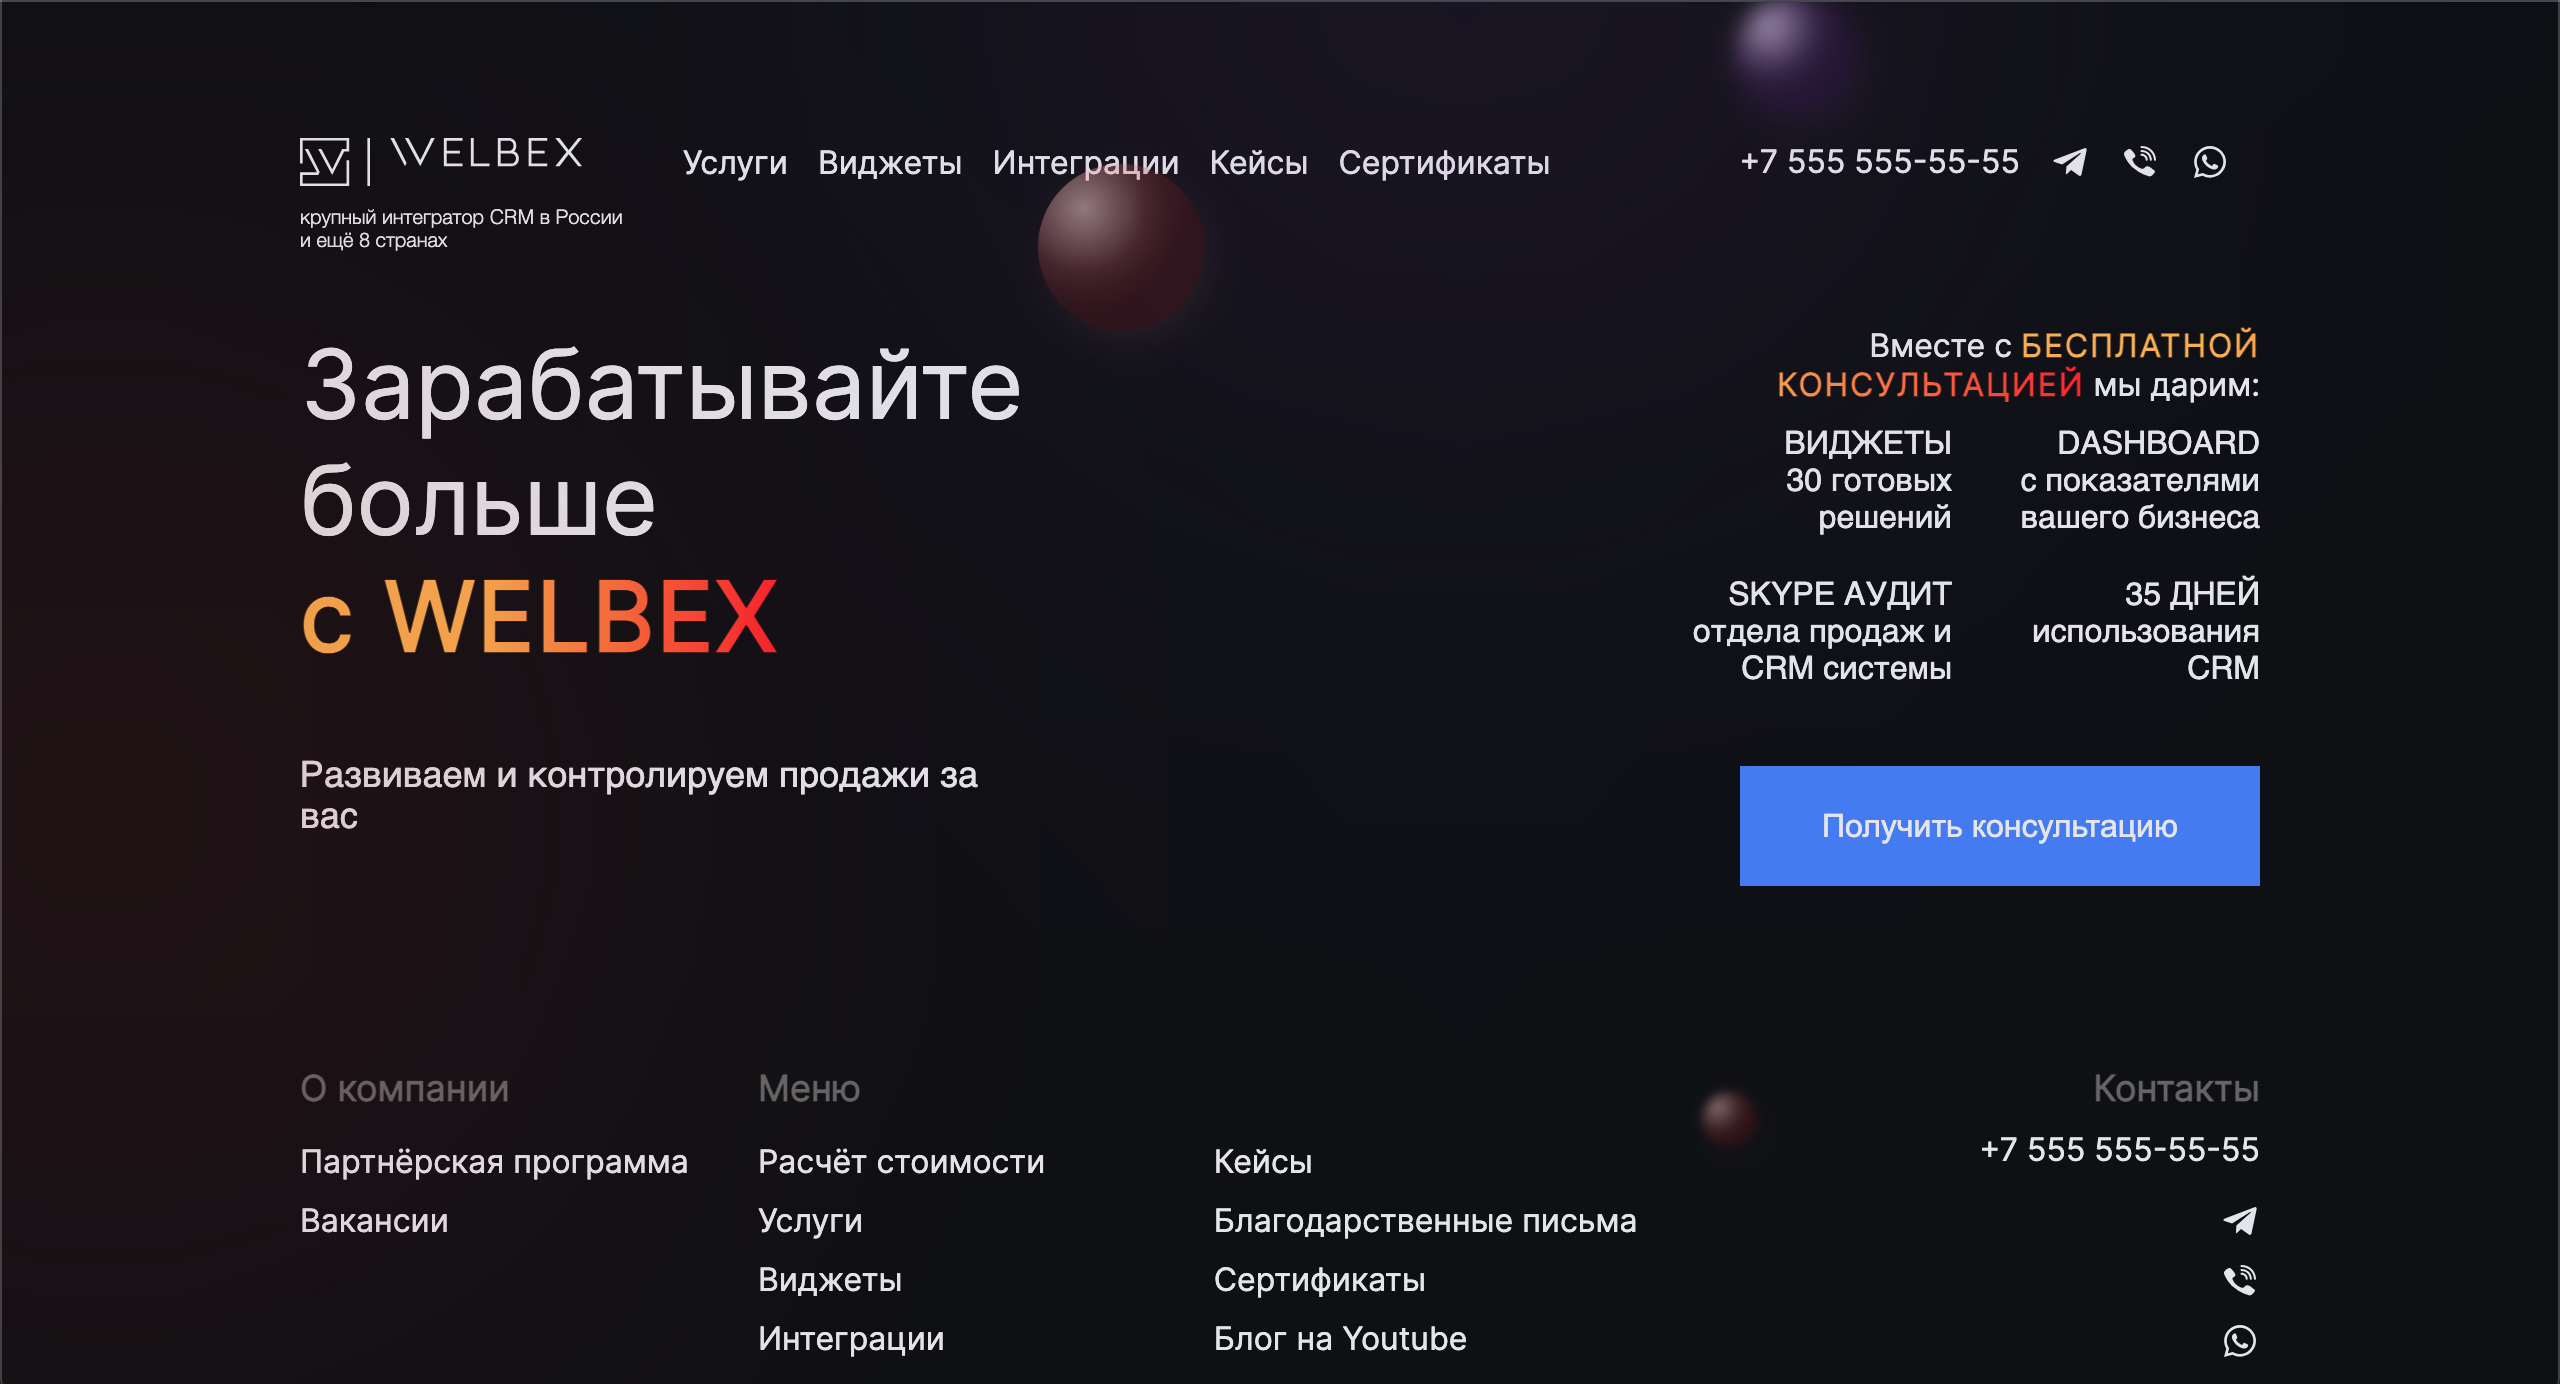 WELBEX
крупный интегратор CRM в России
и ещё 8 странах
Услуги Виджеты Интеграции Кейсы Сертификаты
+7 555 555-55-55
Зарабатывайте
больше
с WELBEX
Развиваем и контролируем продажи за
вас
Вместе с БЕСПЛАТНОЙ
КОНСУЛЬТАЦИЕЙ мы дарим:
ВИДЖЕТЫ
30 готовых
решений
DASHBOARD
с показателями
вашего бизнеса
SKYPE АУДИТ
отдела продаж и
CRM системы
35 ДНЕЙ
использования
CRM
Получить консультацию
О компании
Партнёрская программа
Вакансии
Меню
Расчёт стоимости
Услуги
Виджеты
Интеграции
Кейсы
Благодарственные письма
Сертификаты
Блог на Youtube
Контакты
+7 555 555-55-55